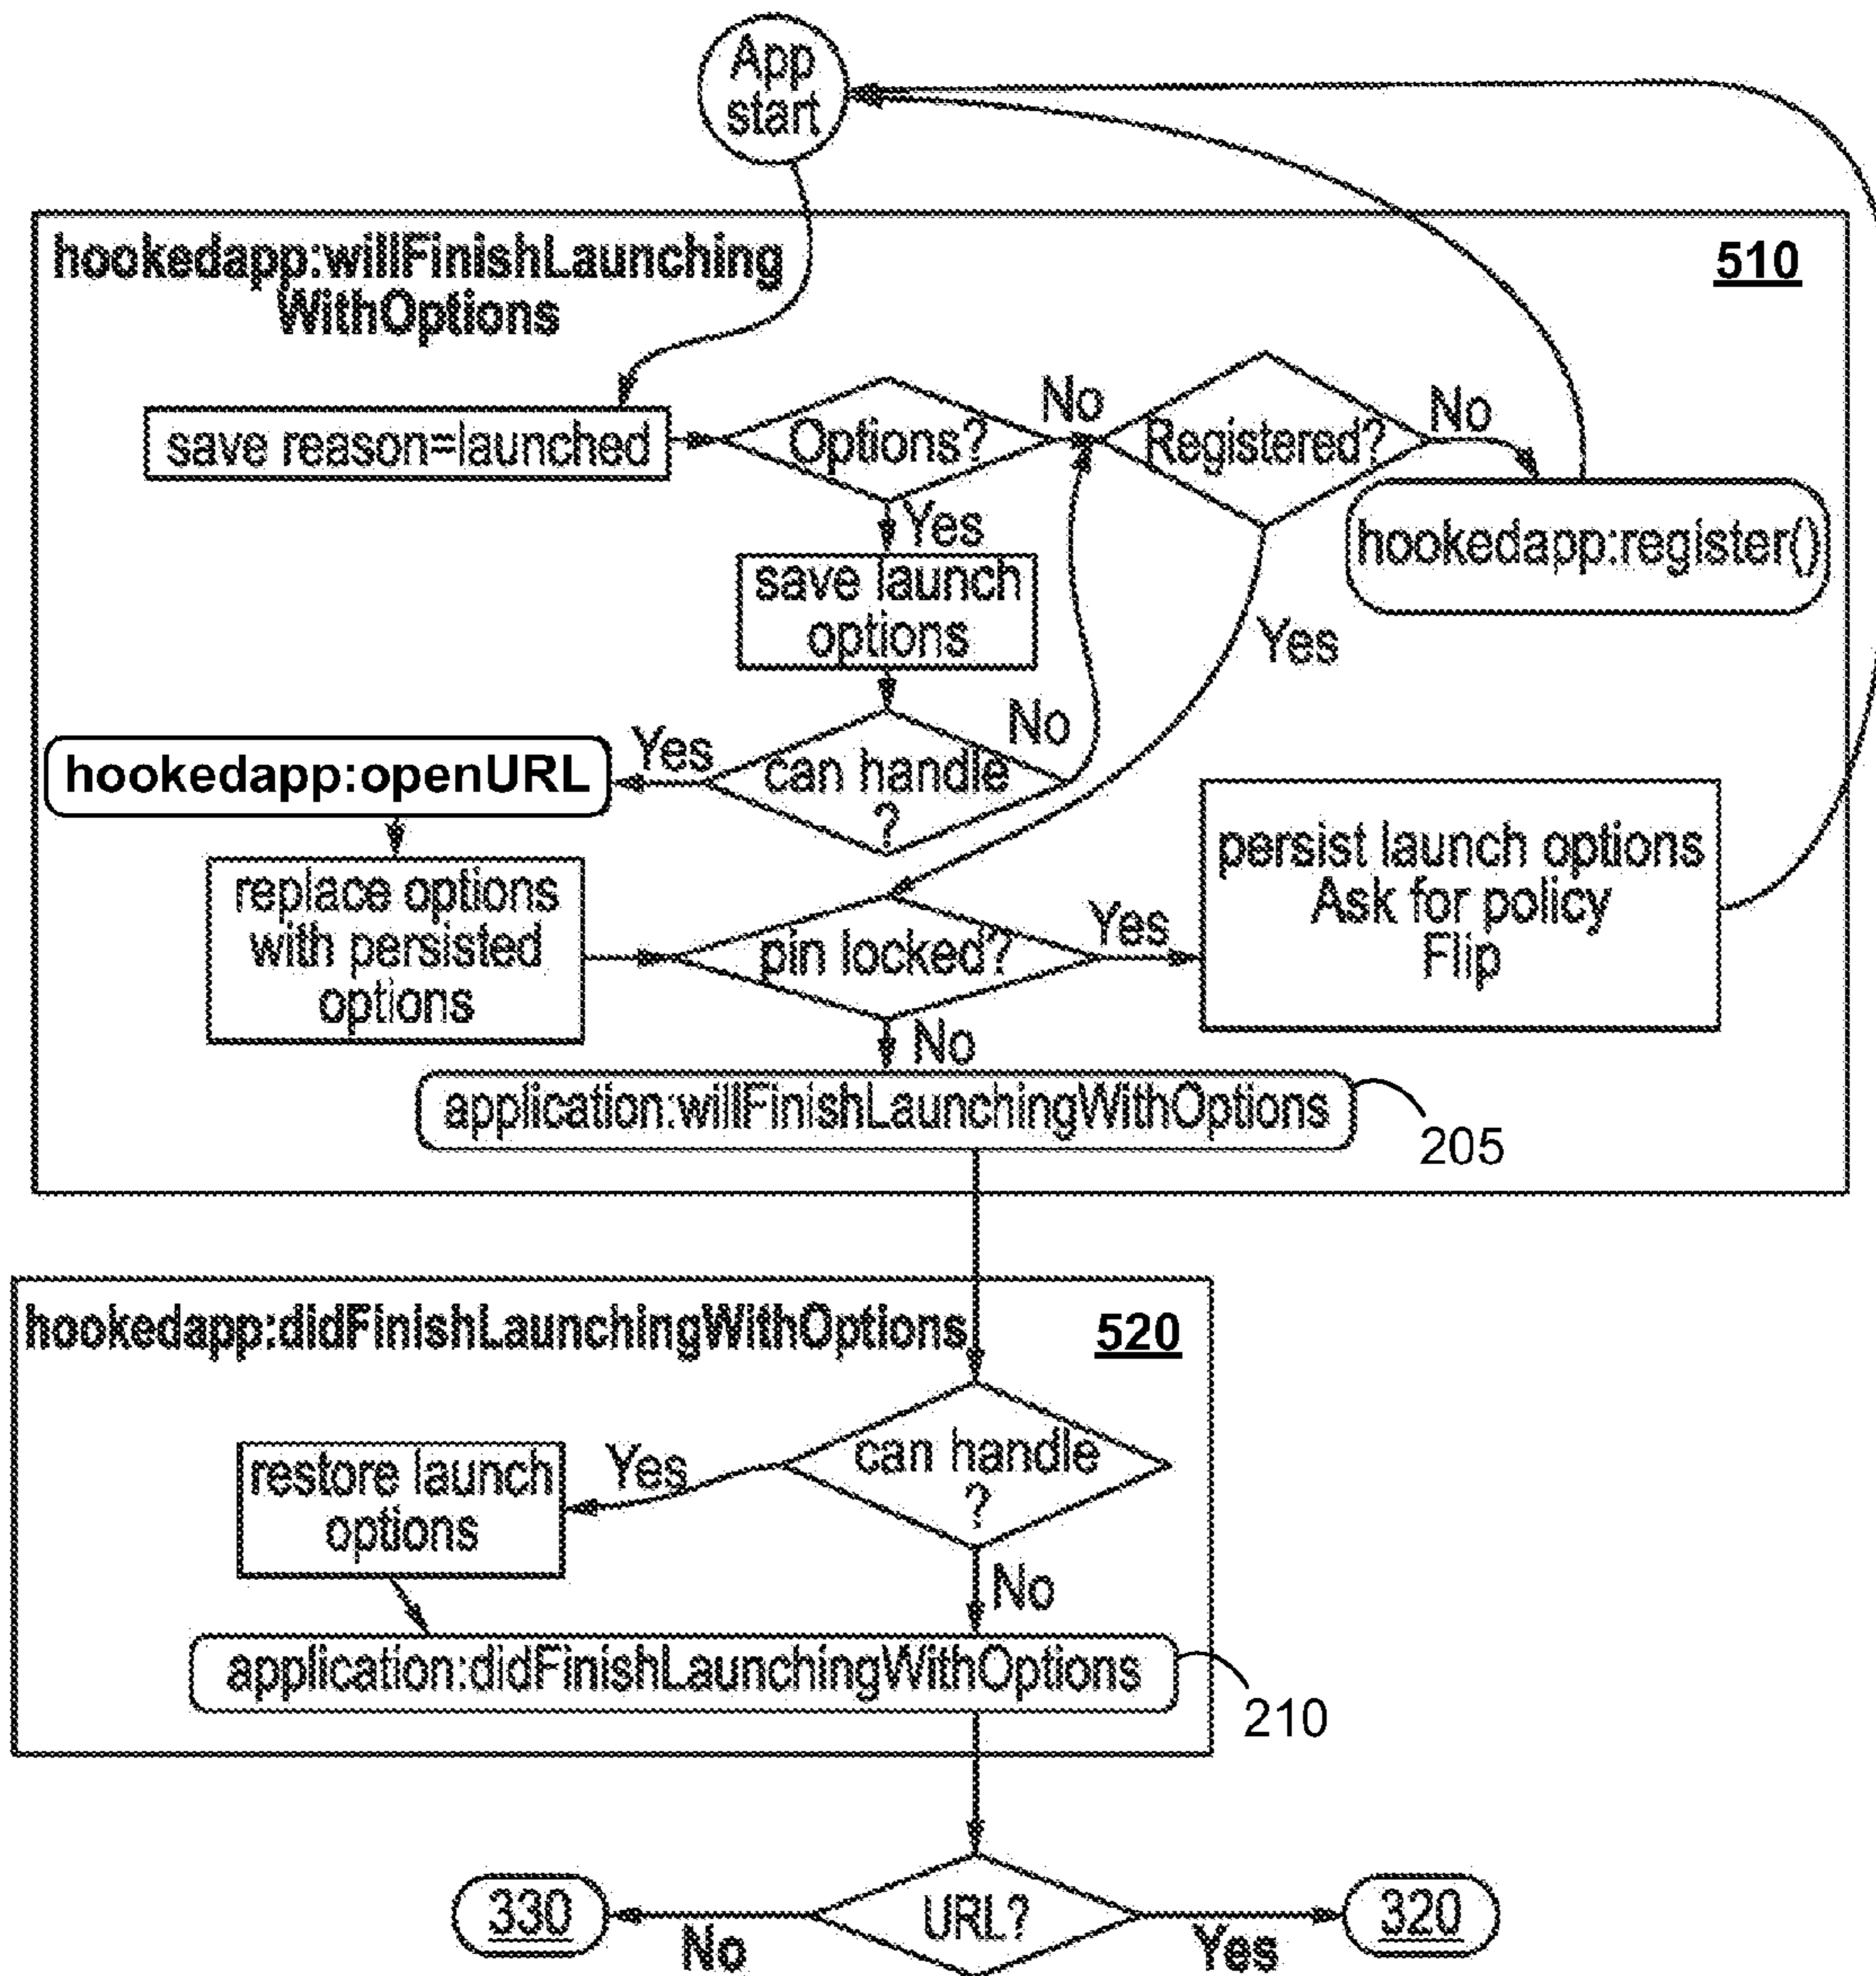 App
start
hookedapp:willFinishLaunching
WithOptions
510
save reason=launched
Options?
No
Registered?
No
hookedapp:register()
Yes
save launch
options
Yes
can handle
?
No
Yes
hookedapp:openURL
replace options
with persisted
options
pin locked?
Yes
persist launch options
Ask for policy
Flip
No
application:willFinishLaunchingWithOptions
205
hookedapp:didFinishLaunchingWithOptions
520
can handle
?
Yes
restore launch
options
No
application:didFinishLaunchingWithOptions
210
URL?
330
No
Yes
320